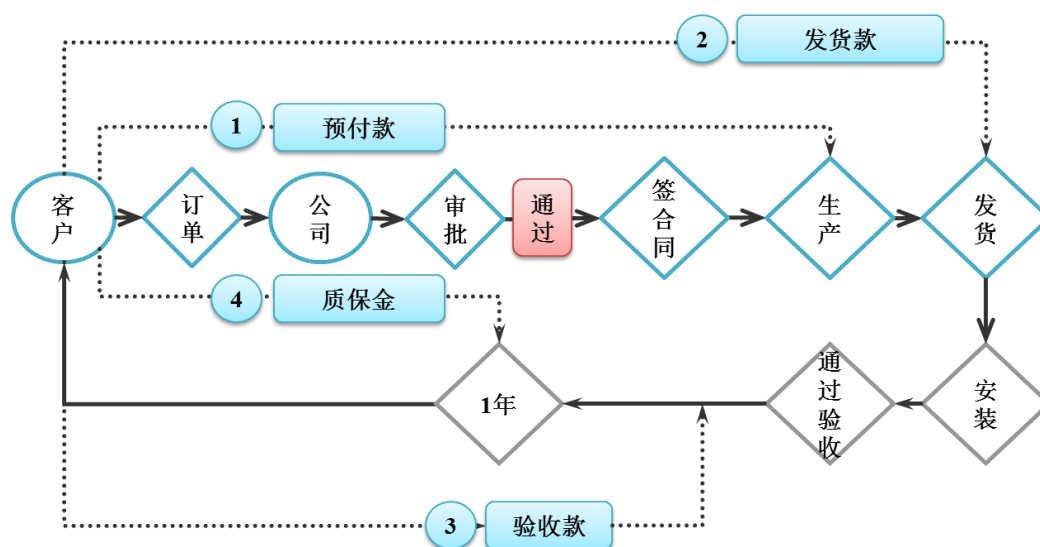 2
发货款
1
预付款
客户
订单
公司
审批
通过
签合同
生产
发货
4
质保金
1年
通过验收
安装
3
验收款